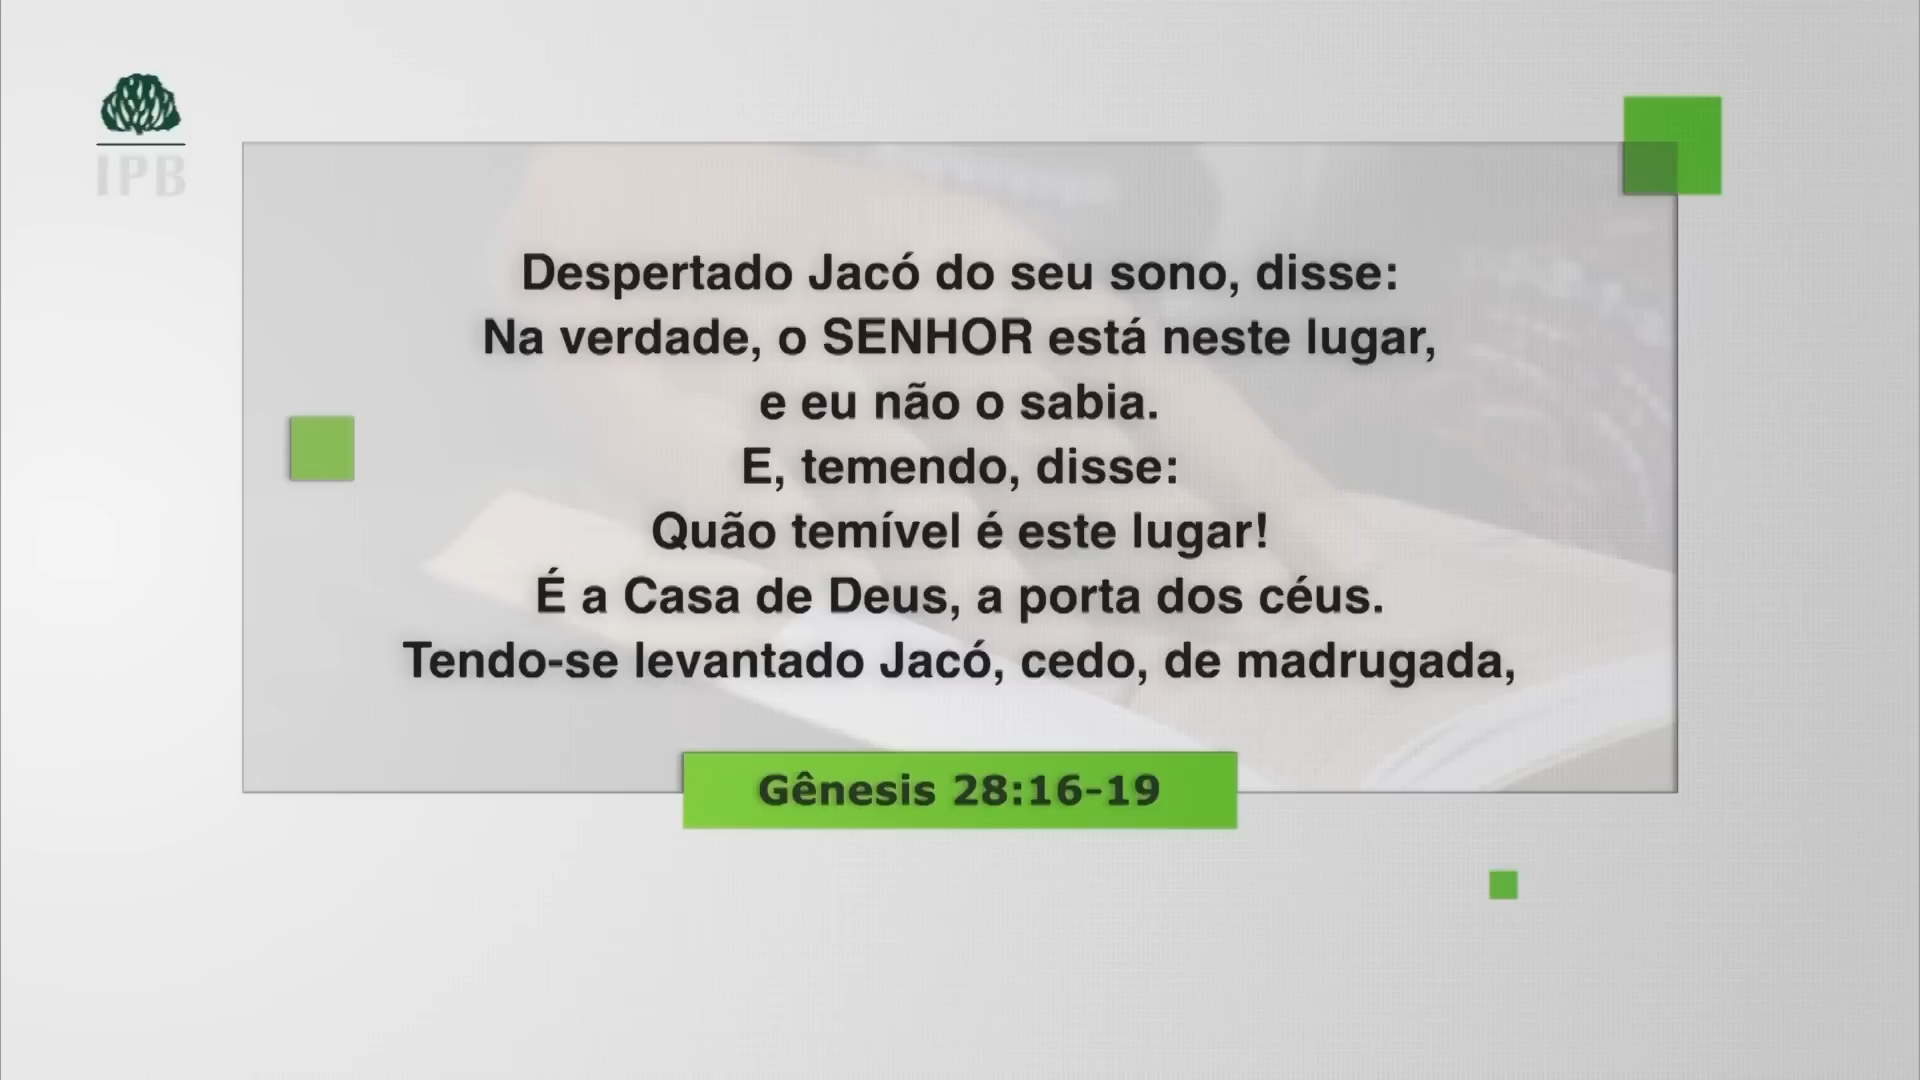 IPB
Despertado Jacó do seu sono, disse:
Na verdade, o SENHOR está neste lugar,
e eu não o sabia.
E, temendo, disse:
Quão temível é este lugar!
É a Casa de Deus, a porta dos céus.
Tendo-se levantado Jacó, cedo, de madrugada,
Gênesis 28:16-19